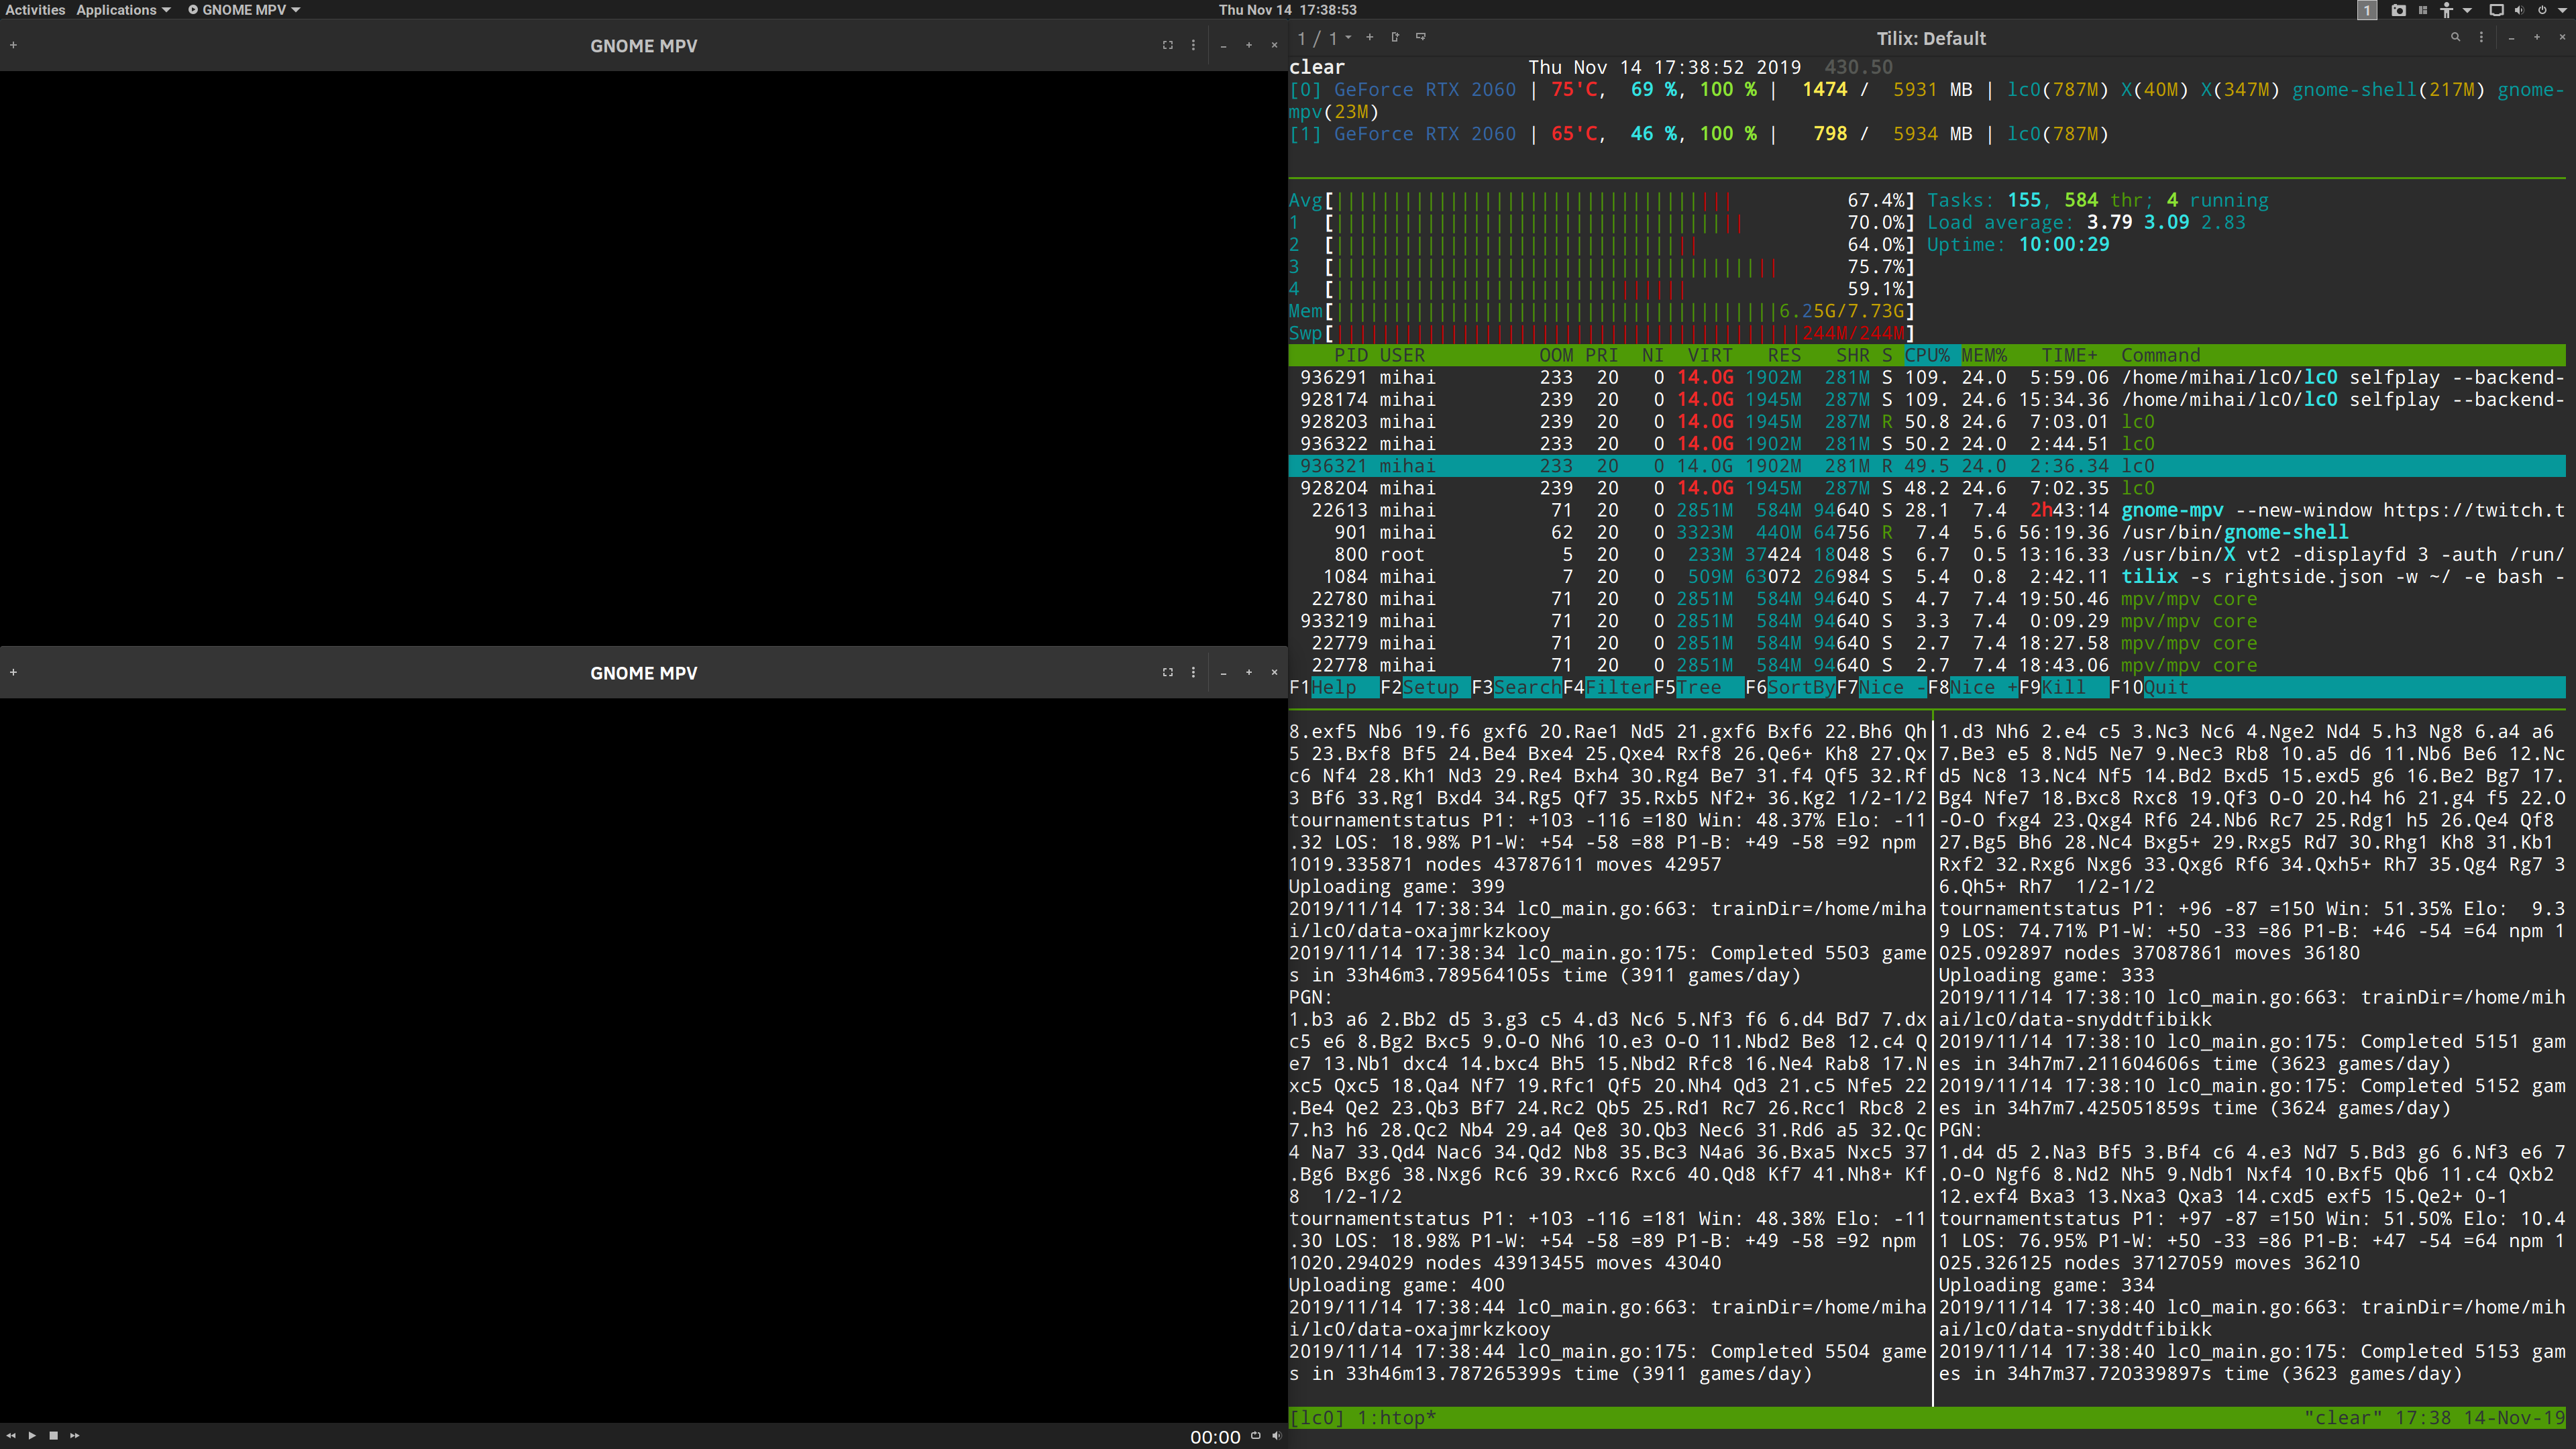 Activities Applications GNOME MPV Thu Nov 14 17:38:53 1
GNOME MPV
GNOME MPV
00:00
1 / 1 Tilix: Default
clear Thu Nov 14 17:38:52 2019 430.50
[0] GeForce RTX 2060 | 75'C, 69 %, 100 % | 1474 / 5931 MB | lc0(787M) X(40M) X(347M) gnome-shell(217M) gnome-
mpv(23M)
[1] GeForce RTX 2060 | 65'C, 46 %, 100 % | 798 / 5934 MB | lc0(787M)
Avg[ 67.4%] Tasks: 155, 584 thr; 4 running
1 [ 70.0%] Load average: 3.79 3.09 2.83
2 [ 64.0%] Uptime: 10:00:29
3 [ 75.7%]
4 [ 59.1%]
Mem[ 6.25G/7.73G]
Swp[ 244M/244M]
PID USER OOM PRI NI VIRT RES SHR S CPU% MEM% TIME+ Command
936291 mihai 233 20 0 14.0G 1902M 281M S 109. 24.0 5:59.06 /home/mihai/lc0/lc0 selfplay --backend-
928174 mihai 239 20 0 14.0G 1945M 287M S 109. 24.6 15:34.36 /home/mihai/lc0/lc0 selfplay --backend-
928203 mihai 239 20 0 14.0G 1945M 287M R 50.8 24.6 7:03.01 lc0
936322 mihai 233 20 0 14.0G 1902M 281M S 50.2 24.0 2:44.51 lc0
936321 mihai 233 20 0 14.0G 1902M 281M R 49.5 24.0 2:36.34 lc0
928204 mihai 239 20 0 14.0G 1945M 287M S 48.2 24.6 7:02.35 lc0
22613 mihai 71 20 0 2851M 584M 94640 S 28.1 7.4 2h43:14 gnome-mpv --new-window https://twitch.t
901 mihai 62 20 0 3323M 440M 64756 R 7.4 5.6 56:19.36 /usr/bin/gnome-shell
800 root 5 20 0 233M 37424 18048 S 6.7 0.5 13:16.33 /usr/bin/X vt2 -displayfd 3 -auth /run/
1084 mihai 7 20 0 509M 63072 26984 S 5.4 0.8 2:42.11 tilix -s rightside.json -w ~/ -e bash -
22780 mihai 71 20 0 2851M 584M 94640 S 4.7 7.4 19:50.46 mpv/mpv core
933219 mihai 71 20 0 2851M 584M 94640 S 3.3 7.4 0:09.29 mpv/mpv core
22779 mihai 71 20 0 2851M 584M 94640 S 2.7 7.4 18:27.58 mpv/mpv core
22778 mihai 71 20 0 2851M 584M 94640 S 2.7 7.4 18:43.06 mpv/mpv core
F1Help F2Setup F3SearchF4FilterF5Tree F6SortByF7Nice -F8Nice +F9Kill F10Quit
8.exf5 Nb6 19.f6 gxf6 20.Rae1 Nd5 21.gxf6 Bxf6 22.Bh6 Qh
5 23.Bxf8 Bf5 24.Be4 Bxe4 25.Qxe4 Rxf8 26.Qe6+ Kh8 27.Qx
c6 Nf4 28.Kh1 Nd3 29.Re4 Bxh4 30.Rg4 Be7 31.f4 Qf5 32.Rf
3 Bf6 33.Rg1 Bxd4 34.Rg5 Qf7 35.Rxb5 Nf2+ 36.Kg2 1/2-1/2
tournamentstatus P1: +103 -116 =180 Win: 48.37% Elo: -11
.32 LOS: 18.98% P1-W: +54 -58 =88 P1-B: +49 -58 =92 npm
1019.335871 nodes 43787611 moves 42957
Uploading game: 399
2019/11/14 17:38:34 lc0_main.go:663: trainDir=/home/miha
i/lc0/data-oxajmrkzkooy
2019/11/14 17:38:34 lc0_main.go:175: Completed 5503 game
s in 33h46m3.789564105s time (3911 games/day)
PGN:
1.b3 a6 2.Bb2 d5 3.g3 c5 4.d3 Nc6 5.Nf3 f6 6.d4 Bd7 7.dx
c5 e6 8.Bg2 Bxc5 9.O-O Nh6 10.e3 O-O 11.Nbd2 Be8 12.c4 Q
e7 13.Nb1 dxc4 14.bxc4 Bh5 15.Nbd2 Rfc8 16.Ne4 Rab8 17.N
xc5 Qxc5 18.Qa4 Nf7 19.Rfc1 Qf5 20.Nh4 Qd3 21.c5 Nfe5 22
.Be4 Qe2 23.Qb3 Bf7 24.Rc2 Qb5 25.Rd1 Rc7 26.Rcc1 Rbc8 2
7.h3 h6 28.Qc2 Nb4 29.a4 Qe8 30.Qb3 Nec6 31.Rd6 a5 32.Qc
4 Na7 33.Qd4 Nac6 34.Qd2 Nb8 35.Bc3 N4a6 36.Bxa5 Nxc5 37
.Bg6 Bxg6 38.Nxg6 Rc6 39.Rxc6 Rxc6 40.Qd8 Kf7 41.Nh8+ Kf
8 1/2-1/2
tournamentstatus P1: +103 -116 =181 Win: 48.38% Elo: -11
.30 LOS: 18.98% P1-W: +54 -58 =89 P1-B: +49 -58 =92 npm
1020.294029 nodes 43913455 moves 43040
Uploading game: 400
2019/11/14 17:38:44 lc0_main.go:663: trainDir=/home/miha
i/lc0/data-oxajmrkzkooy
2019/11/14 17:38:44 lc0_main.go:175: Completed 5504 game
s in 33h46m13.787265399s time (3911 games/day)
1.d3 Nh6 2.e4 c5 3.Nc3 Nc6 4.Nge2 Nd4 5.h3 Ng8 6.a4 a6
7.Be3 e5 8.Nd5 Ne7 9.Nec3 Rb8 10.a5 d6 11.Nb6 Be6 12.Nc
d5 Nc8 13.Nc4 Nf5 14.Bd2 Bxd5 15.exd5 g6 16.Be2 Bg7 17.
Bg4 Nfe7 18.Bxc8 Rxc8 19.Qf3 O-O 20.h4 h6 21.g4 f5 22.O
-O-O fxg4 23.Qxg4 Rf6 24.Nb6 Rc7 25.Rdg1 h5 26.Qe4 Qf8
27.Bg5 Bh6 28.Nc4 Bxg5+ 29.Rxg5 Rd7 30.Rhg1 Kh8 31.Kb1
Rxf2 32.Rxg6 Nxg6 33.Qxg6 Rf6 34.Qxh5+ Rh7 35.Qg4 Rg7 3
6.Qh5+ Rh7 1/2-1/2
tournamentstatus P1: +96 -87 =150 Win: 51.35% Elo: 9.3
9 LOS: 74.71% P1-W: +50 -33 =86 P1-B: +46 -54 =64 npm 1
025.092897 nodes 37087861 moves 36180
Uploading game: 333
2019/11/14 17:38:10 lc0_main.go:663: trainDir=/home/mih
ai/lc0/data-snyddtfibikk
2019/11/14 17:38:10 lc0_main.go:175: Completed 5151 gam
es in 34h7m7.211604606s time (3623 games/day)
2019/11/14 17:38:10 lc0_main.go:175: Completed 5152 gam
es in 34h7m7.425051859s time (3624 games/day)
PGN:
1.d4 d5 2.Na3 Bf5 3.Bf4 c6 4.e3 Nd7 5.Bd3 g6 6.Nf3 e6 7
.O-O Ngf6 8.Nd2 Nh5 9.Ndb1 Nxf4 10.Bxf5 Qb6 11.c4 Qxb2
12.exf4 Bxa3 13.Nxa3 Qxa3 14.cxd5 exf5 15.Qe2+ 0-1
tournamentstatus P1: +97 -87 =150 Win: 51.50% Elo: 10.4
1 LOS: 76.95% P1-W: +50 -33 =86 P1-B: +47 -54 =64 npm 1
025.326125 nodes 37127059 moves 36210
Uploading game: 334
2019/11/14 17:38:40 lc0_main.go:663: trainDir=/home/mih
ai/lc0/data-snyddtfibikk
2019/11/14 17:38:40 lc0_main.go:175: Completed 5153 gam
es in 34h7m37.720339897s time (3623 games/day)
[lc0] 1:htop* "clear" 17:38 14-Nov-19